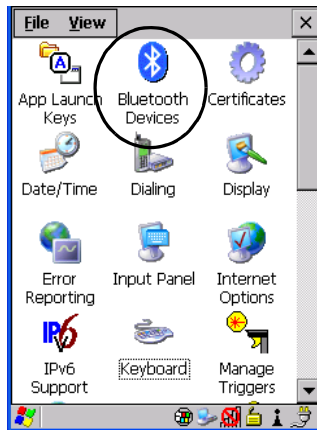 File View
App Launch Keys
Bluetooth Devices
Certificates
Date/Time
Dialing
Display
Error Reporting
Input Panel
Internet Options
IPv6 Support
Keyboard
Manage Triggers